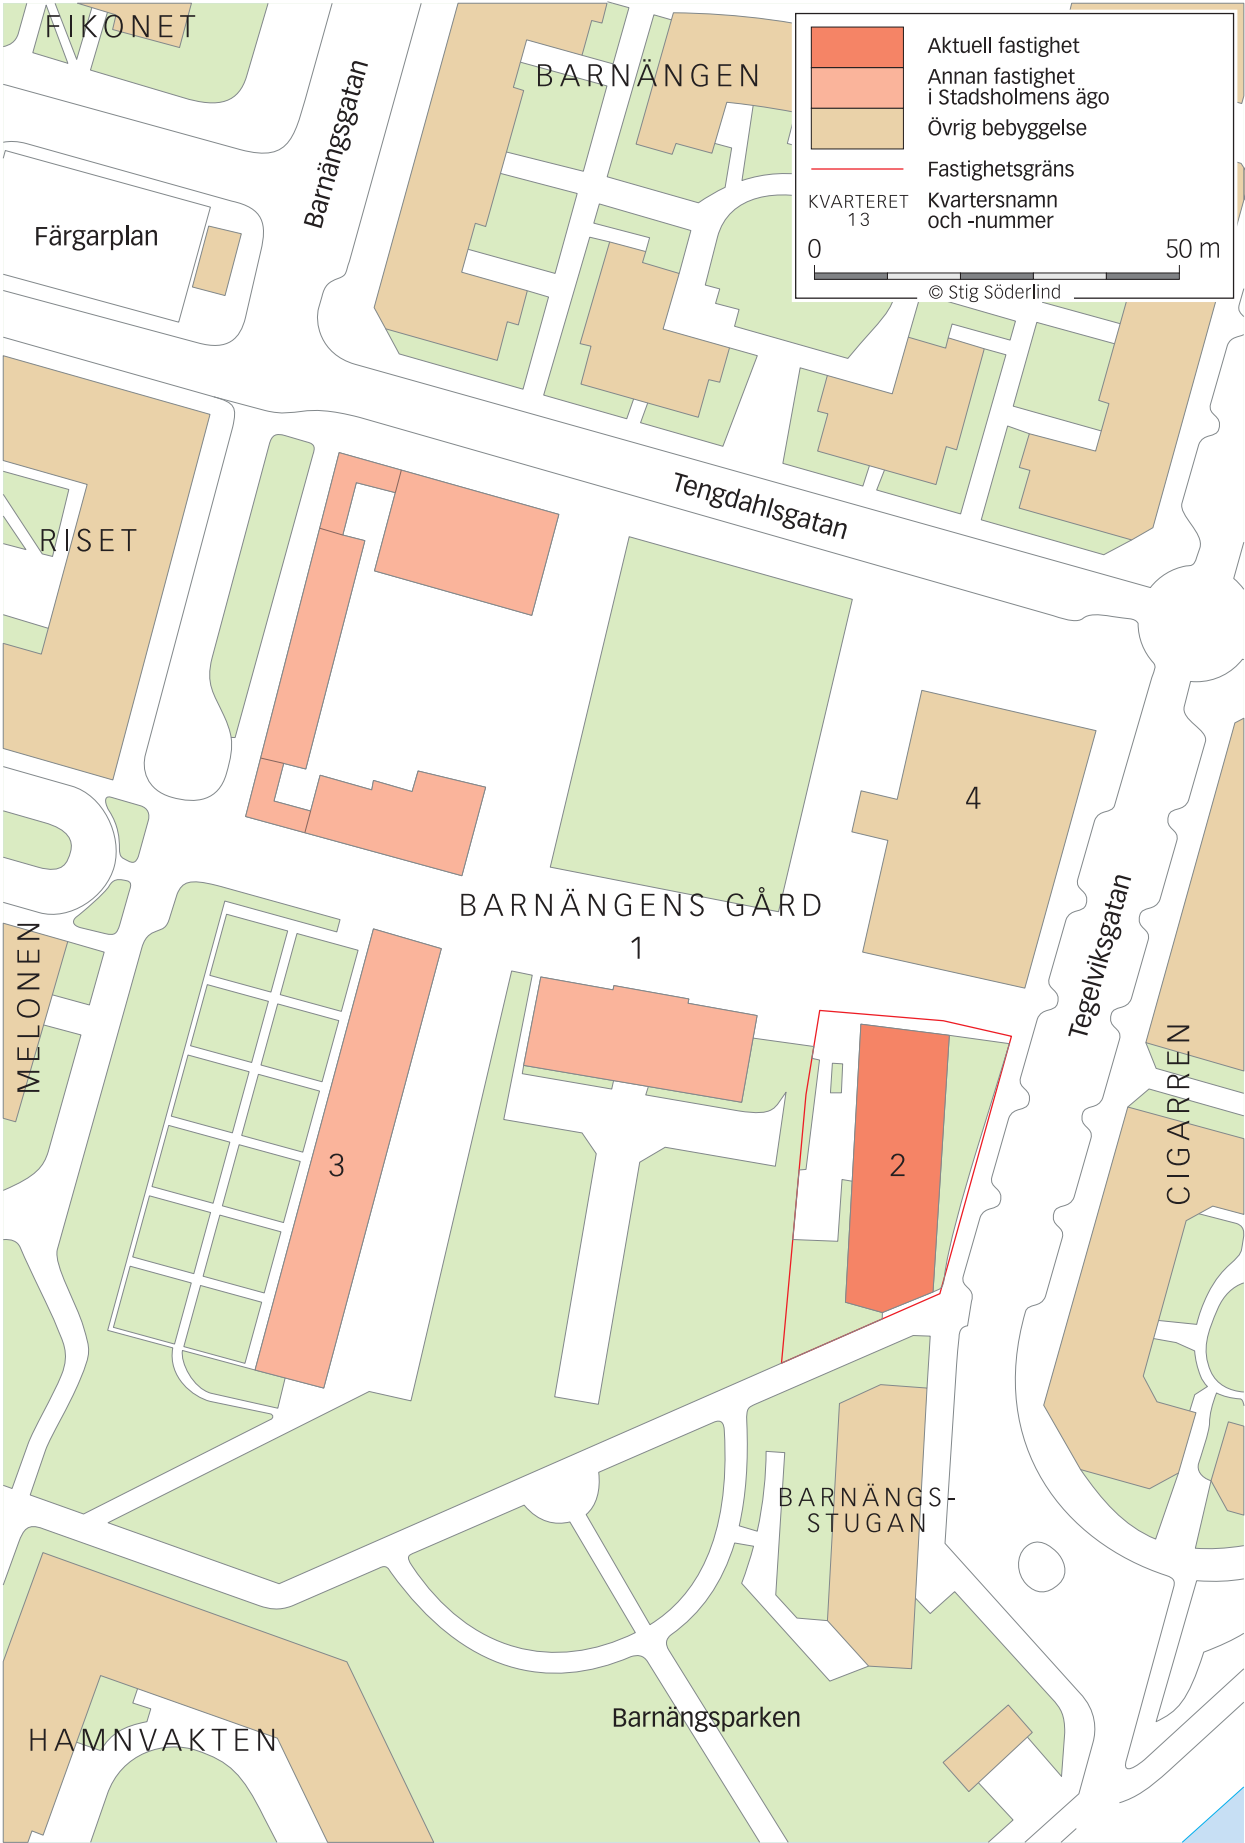 FIKONET
BARNÄNGEN
Barnängsgatan
Färgarplan
Aktuell fastighet
Annan fastighet
i Stadsholmens ägo
Övrig bebyggelse
Fastighetsgräns
KVARTERET
13
Kvartersnamn
och -nummer
0
50 m
© Stig Söderlind
Tengdahlsgatan
RISET
4
BARNÄNGENS GÅRD
1
Tegelviksgatan
MELONEN
CIGARREN
3
2
BARNÄNGS-
STUGAN
Barnängsparken
HAMNVAKTEN